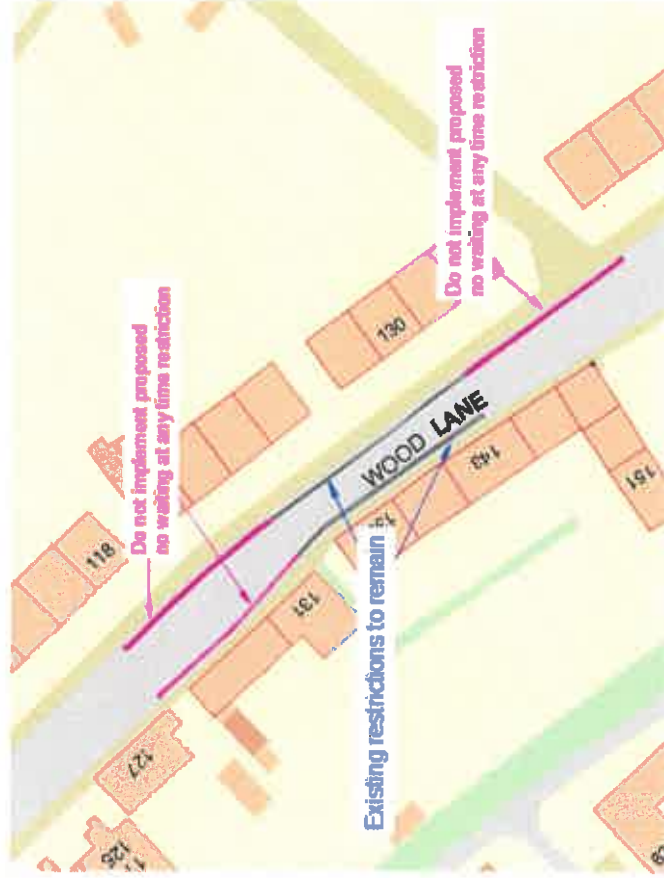 Do not implement proposed
no waiting at any time restriction
Do not implement proposed
no waiting at any time restriction
Existing restrictions to remain
WOOD LANE
118
130
127
131
143
151